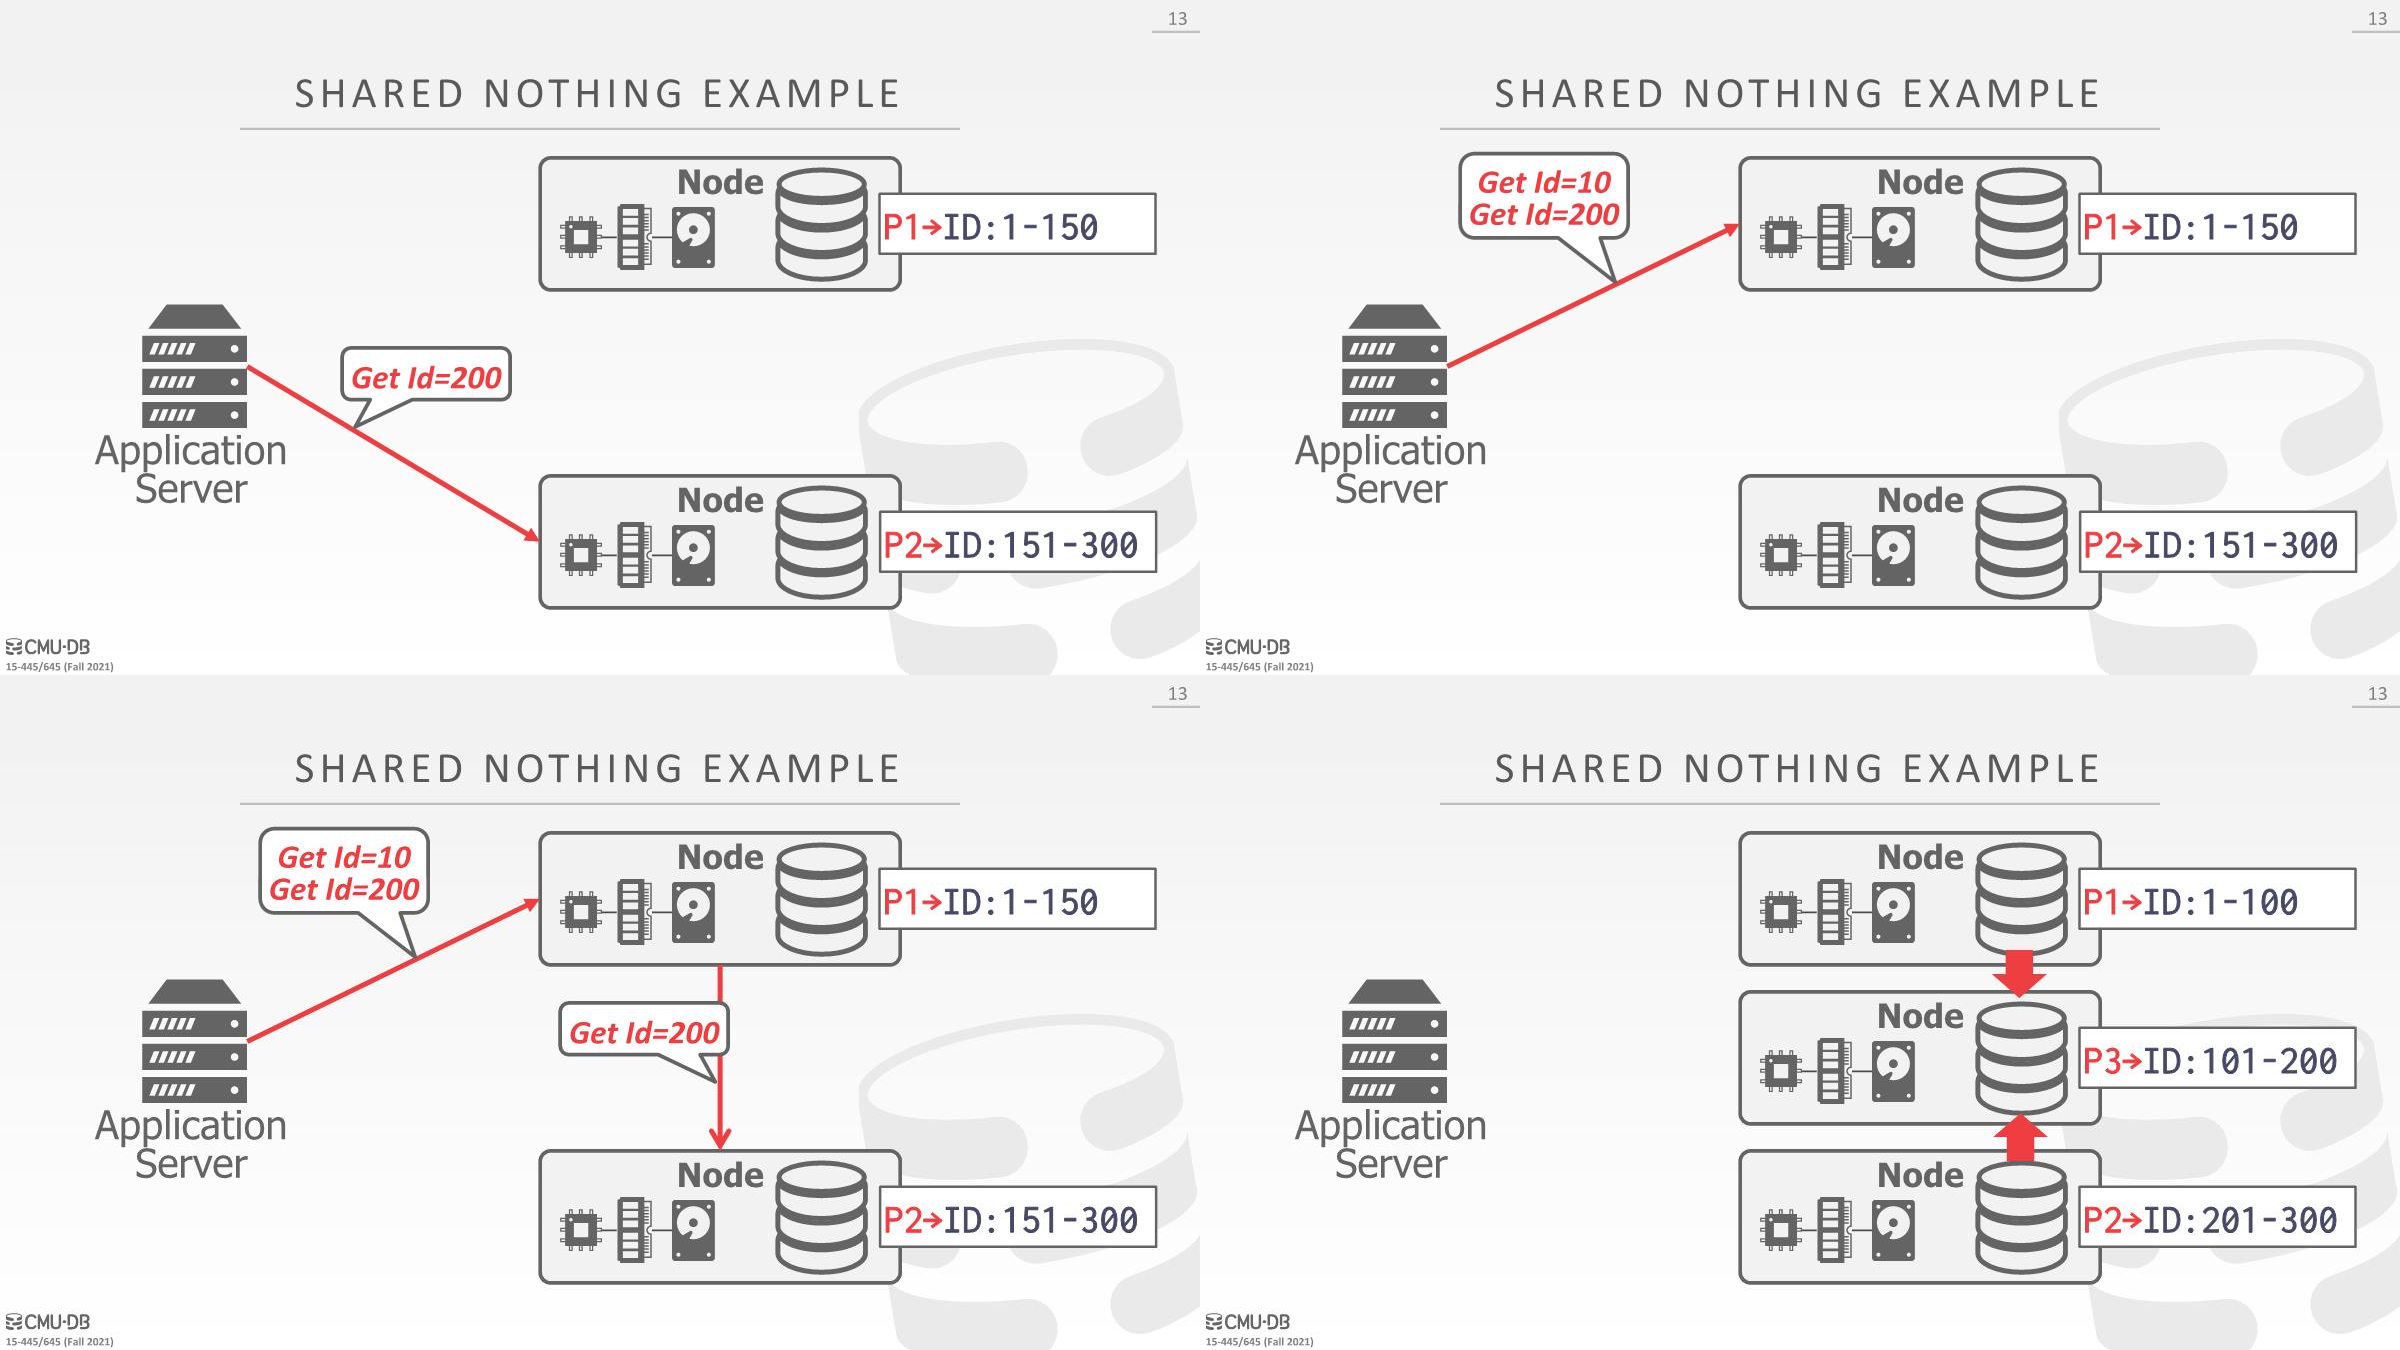 13
SHARED NOTHING EXAMPLE
Node
P1→ID:1-150
Get Id=200
Application
Server
Node
P2→ID:151-300
CMU·DB
15-445/645 (Fall 2021)
13
SHARED NOTHING EXAMPLE
Get Id=10
Get Id=200
Node
P1→ID:1-150
Application
Server
Node
P2→ID:151-300
CMU·DB
15-445/645 (Fall 2021)
13
SHARED NOTHING EXAMPLE
Get Id=10
Get Id=200
Node
P1→ID:1-150
Get Id=200
Application
Server
Node
P2→ID:151-300
CMU·DB
15-445/645 (Fall 2021)
13
SHARED NOTHING EXAMPLE
Node
P1→ID:1-100
Node
P3→ID:101-200
Application
Server
Node
P2→ID:201-300
CMU·DB
15-445/645 (Fall 2021)